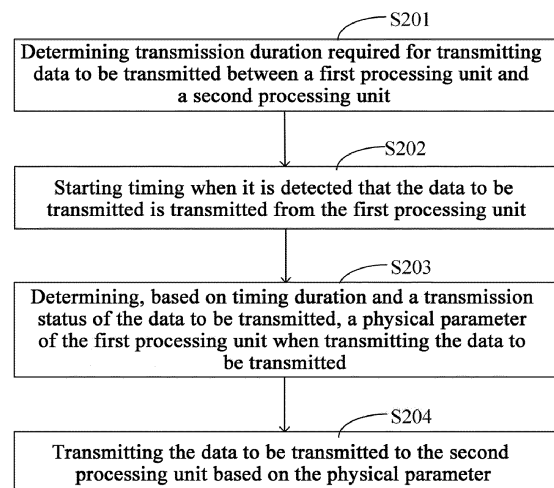 S201
Determining transmission duration required for transmitting
data to be transmitted between a first processing unit and
a second processing unit
S202
Starting timing when it is detected that the data to be
transmitted is transmitted from the first processing unit
S203
Determining, based on timing duration and a transmission
status of the data to be transmitted, a physical parameter
of the first processing unit when transmitting the data to
be transmitted
S204
Transmitting the data to be transmitted to the second
processing unit based on the physical parameter